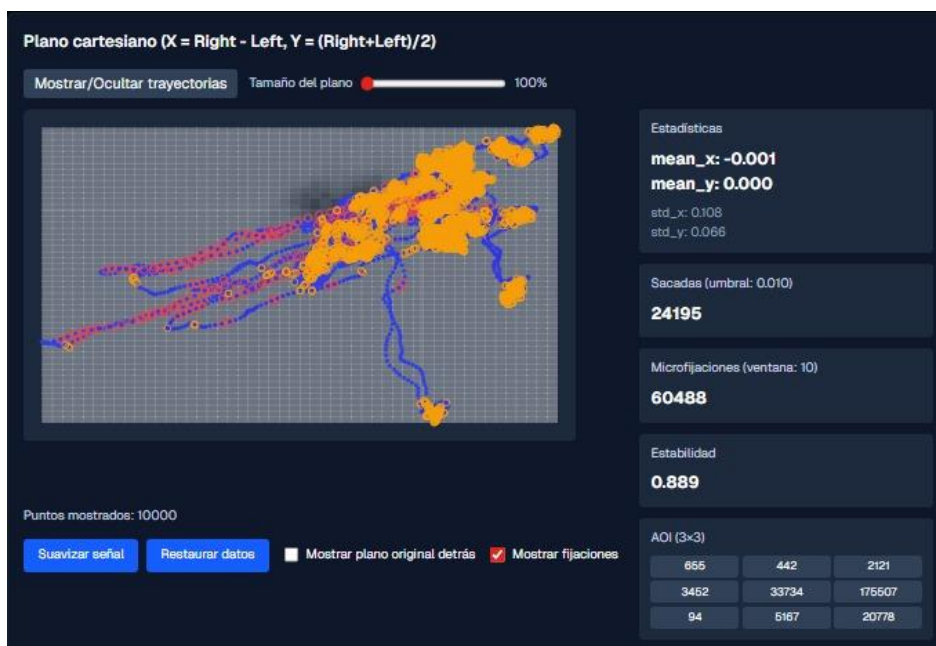 Plano cartesiano (X = Right - Left, Y = (Right+Left)/2)
Mostrar/Ocultar trayectorias
Tamaño del plano
100%
Estadísticas
mean_x: -0.001
mean_y: 0.000
std_x: 0.108
std_y: 0.066
Sacadas (umbral: 0.010)
24195
Microfijaciones (ventana: 10)
60488
Estabilidad
0.889
Puntos mostrados: 10000
Suavizar señal
Restaurar datos
Mostrar plano original detrás
Mostrar fijaciones
AOI (3×3)
655 442 2121
3452 33734 175507
94 5167 20778